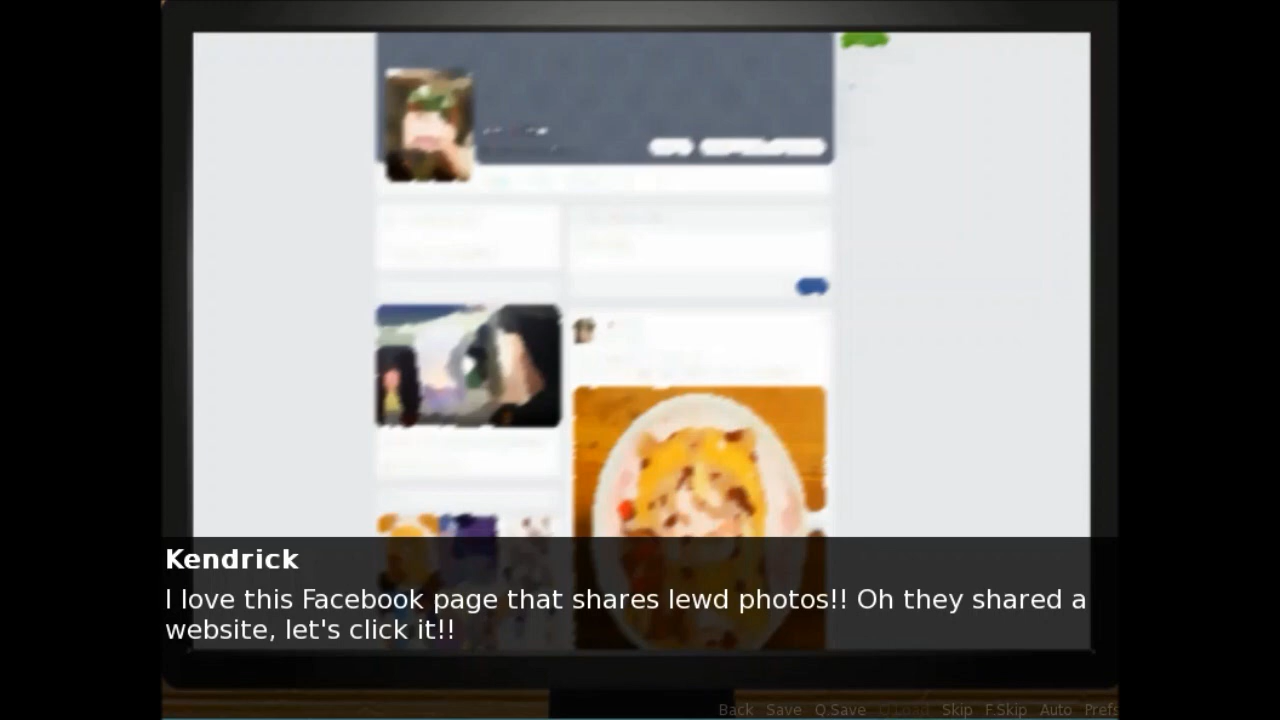 Kendrick
I love this Facebook page that shares lewd photos!! Oh they shared a
website, let's click it!!
Back Save Q.Save Q.Load Skip F.Skip Auto Prefs